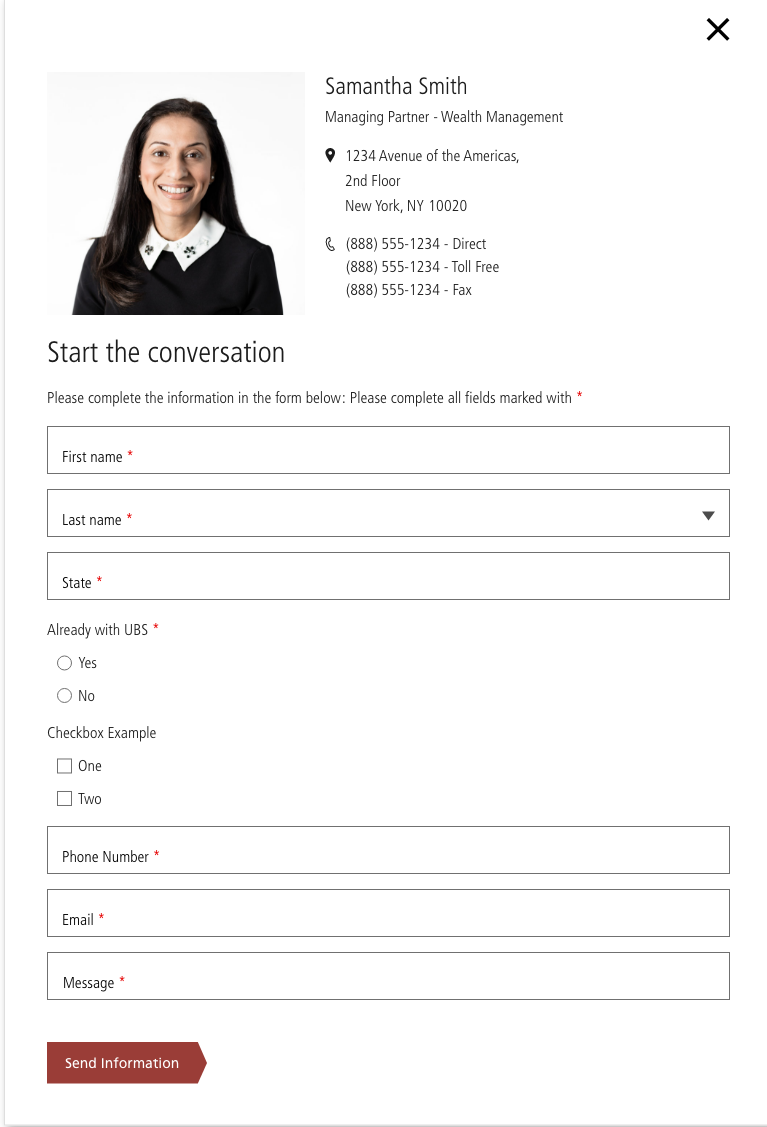 Samantha Smith
Managing Partner - Wealth Management
1234 Avenue of the Americas,
2nd Floor
New York, NY 10020
(888) 555-1234 - Direct
(888) 555-1234 - Toll Free
(888) 555-1234 - Fax
Start the conversation
Please complete the information in the form below: Please complete all fields marked with *
First name *
Last name *
State *
Already with UBS *
Yes
No
Checkbox Example
One
Two
Phone Number *
Email *
Message *
Send Information